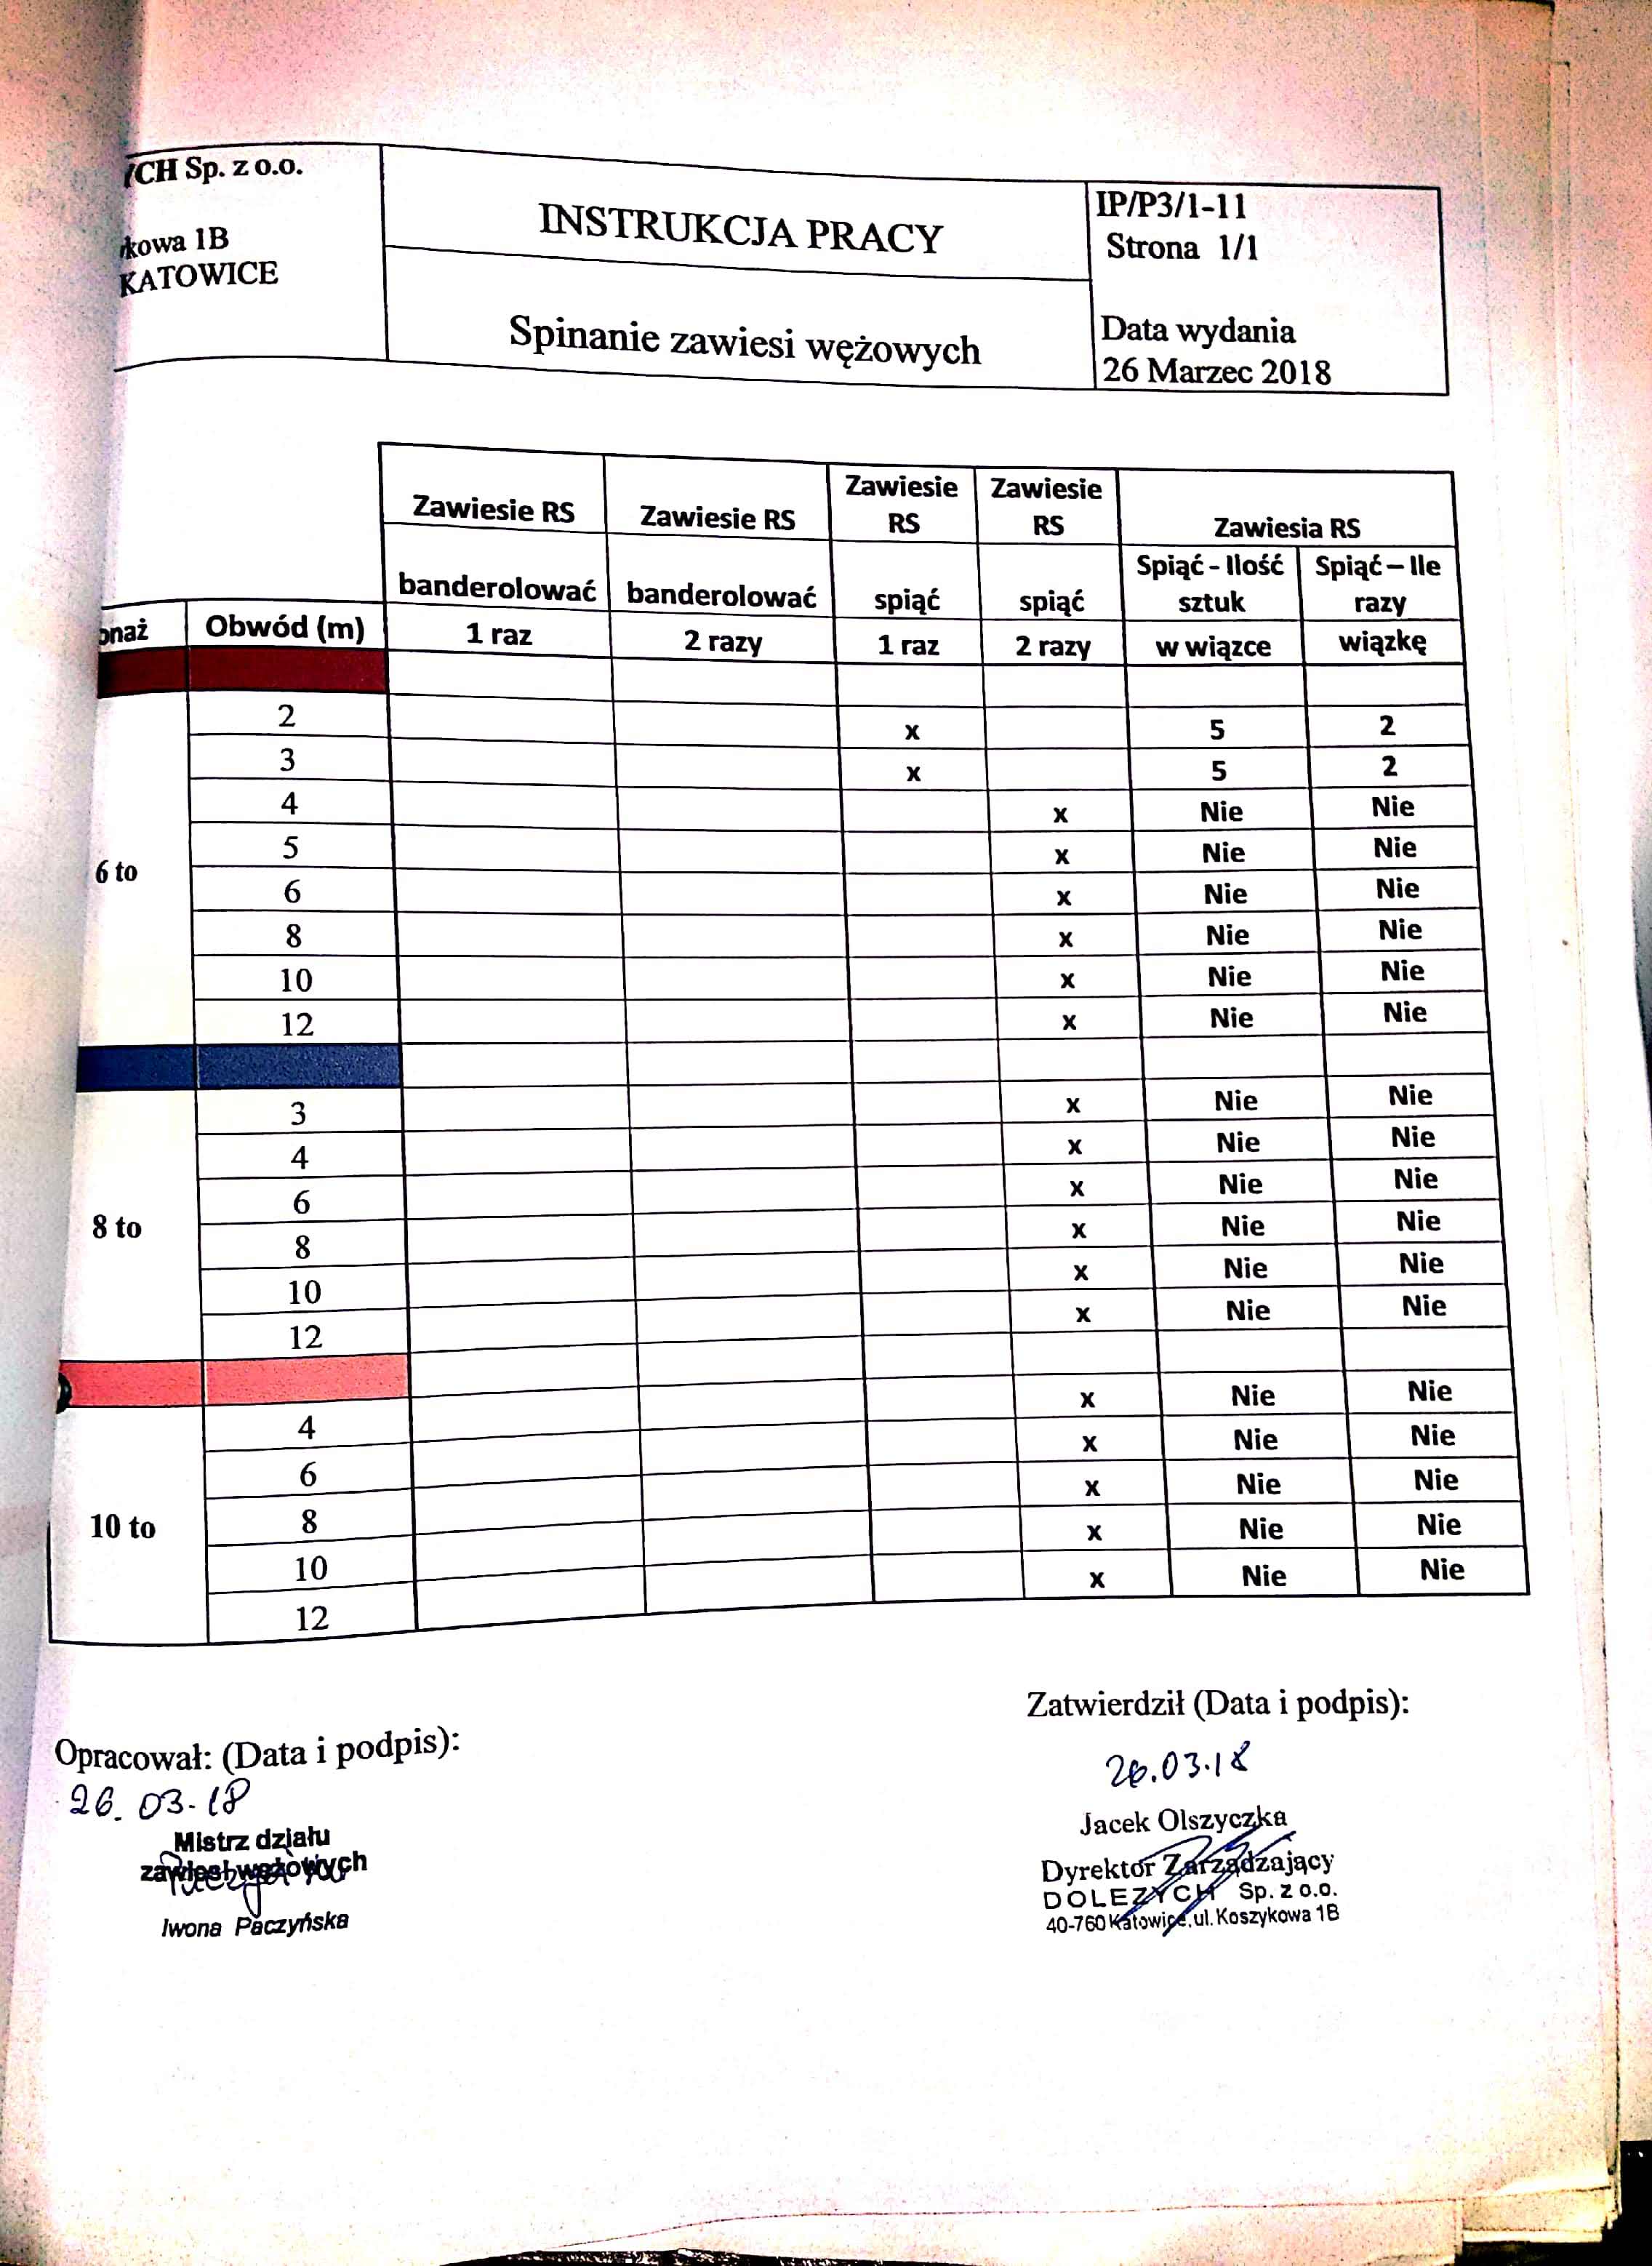 CH Sp. z o.o.
kowa 1B
KATOWICE
INSTRUKCJA PRACY
Spinanie zawiesi wężowych
IP/P3/1-11
Strona 1/1
Data wydania
26 Marzec 2018
Zawiesie RS Zawiesie RS Zawiesie RS Zawiesie RS Zawiesia RS
banderolować banderolować spiąć spiąć Spiąć - Ilość sztuk Spiąć – Ile razy
onaż Obwód (m) 1 raz 2 razy 1 raz 2 razy w wiązce wiązkę
6 to
2 x 5 2
3 x 5 2
4 x Nie Nie
5 x Nie Nie
6 x Nie Nie
8 x Nie Nie
10 x Nie Nie
12 x Nie Nie
8 to
3 x Nie Nie
4 x Nie Nie
6 x Nie Nie
8 x Nie Nie
10 x Nie Nie
12 x Nie Nie
10 to
4 x Nie Nie
6 x Nie Nie
8 x Nie Nie
10 x Nie Nie
12 x Nie Nie
Opracował: (Data i podpis):
26.03.18
Mistrz działu
zawiesi wężowych
Iwona Paczyńska
Zatwierdził (Data i podpis):
26.03.18
Jacek Olszyczka
Dyrektor Zarządzający
DOLEZYCH Sp. z o.o.
40-760 Katowice, ul. Koszykowa 1B